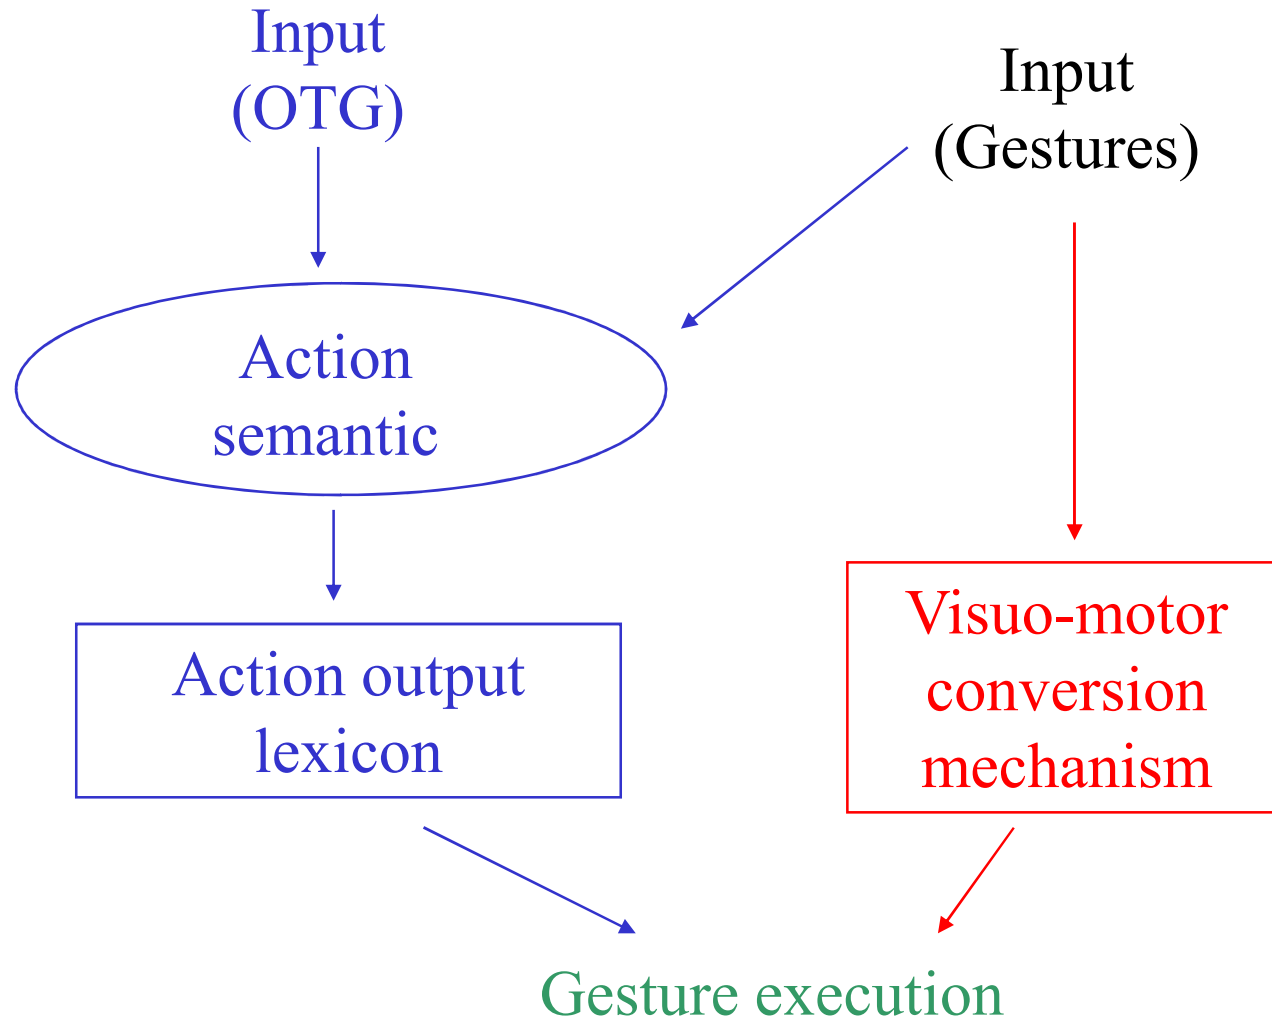 Input
(OTG)
Input
(Gestures)
Action
semantic
Action output
lexicon
Visuo-motor
conversion
mechanism
Gesture execution